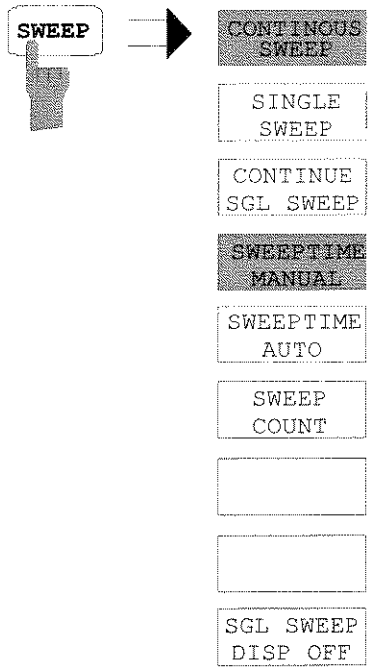 SWEEP
CONTINOUS
SWEEP
SINGLE
SWEEP
CONTINUE
SGL SWEEP
SWEEPTIME
MANUAL
SWEEPTIME
AUTO
SWEEP
COUNT
SGL SWEEP
DISP OFF